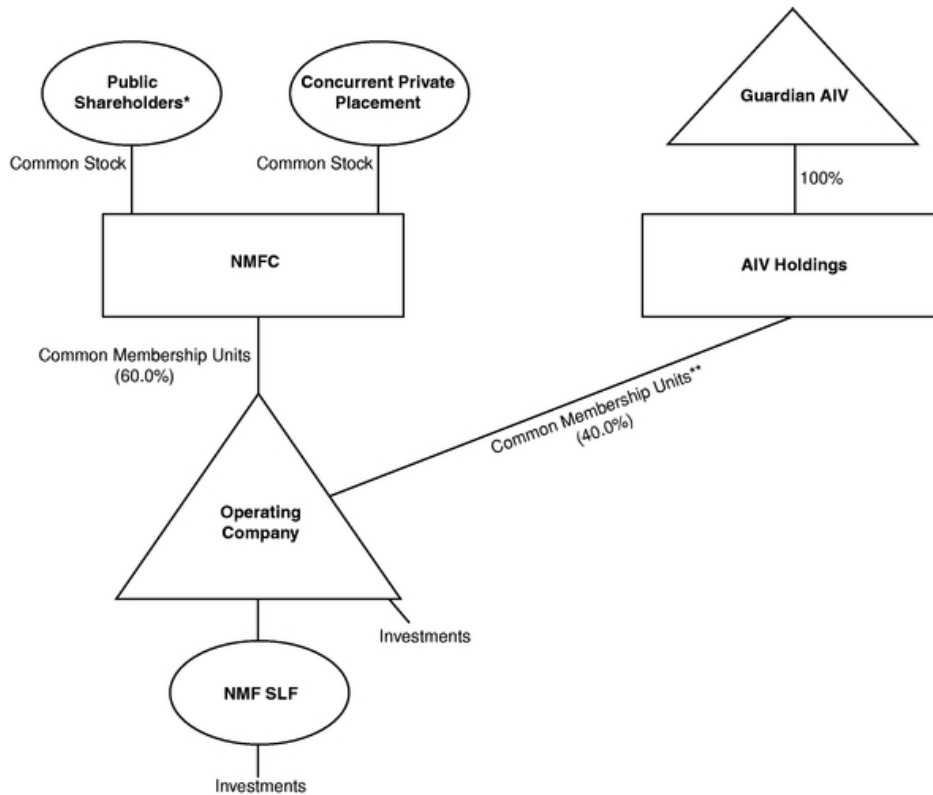 Public
Shareholders*
Concurrent Private
Placement
Guardian AIV
Common Stock
Common Stock
100%
NMFC
AIV Holdings
Common Membership Units
(60.0%)
Common Membership Units**
(40.0%)
Operating
Company
Investments
NMF SLF
Investments